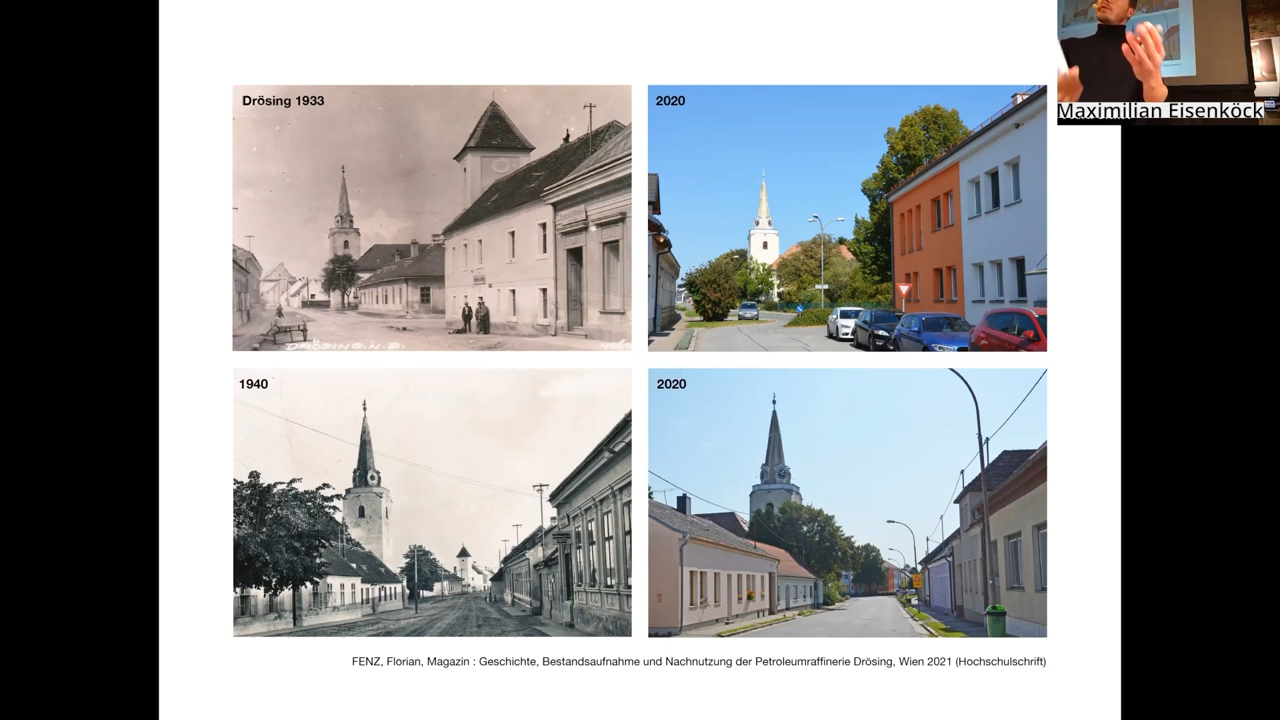 Drösing 1933
2020
Maximilian Eisenköck
DRÖSING. N. D.
1940
2020
FENZ, Florian, Magazin : Geschichte, Bestandsaufnahme und Nachnutzung der Petroleumraffinerie Drösing, Wien 2021 (Hochschulschrift)